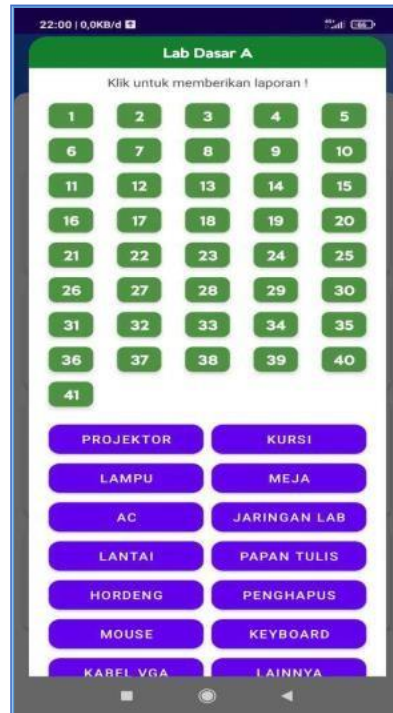 22:00 | 0,0KB/d
Lab Dasar A
Klik untuk memberikan laporan !
1 2 3 4 5
6 7 8 9 10
11 12 13 14 15
16 17 18 19 20
21 22 23 24 25
26 27 28 29 30
31 32 33 34 35
36 37 38 39 40
41
PROJEKTOR KURSI
LAMPU MEJA
AC JARINGAN LAB
LANTAI PAPAN TULIS
HORDENG PENGHAPUS
MOUSE KEYBOARD
KABEL VGA LAINNYA